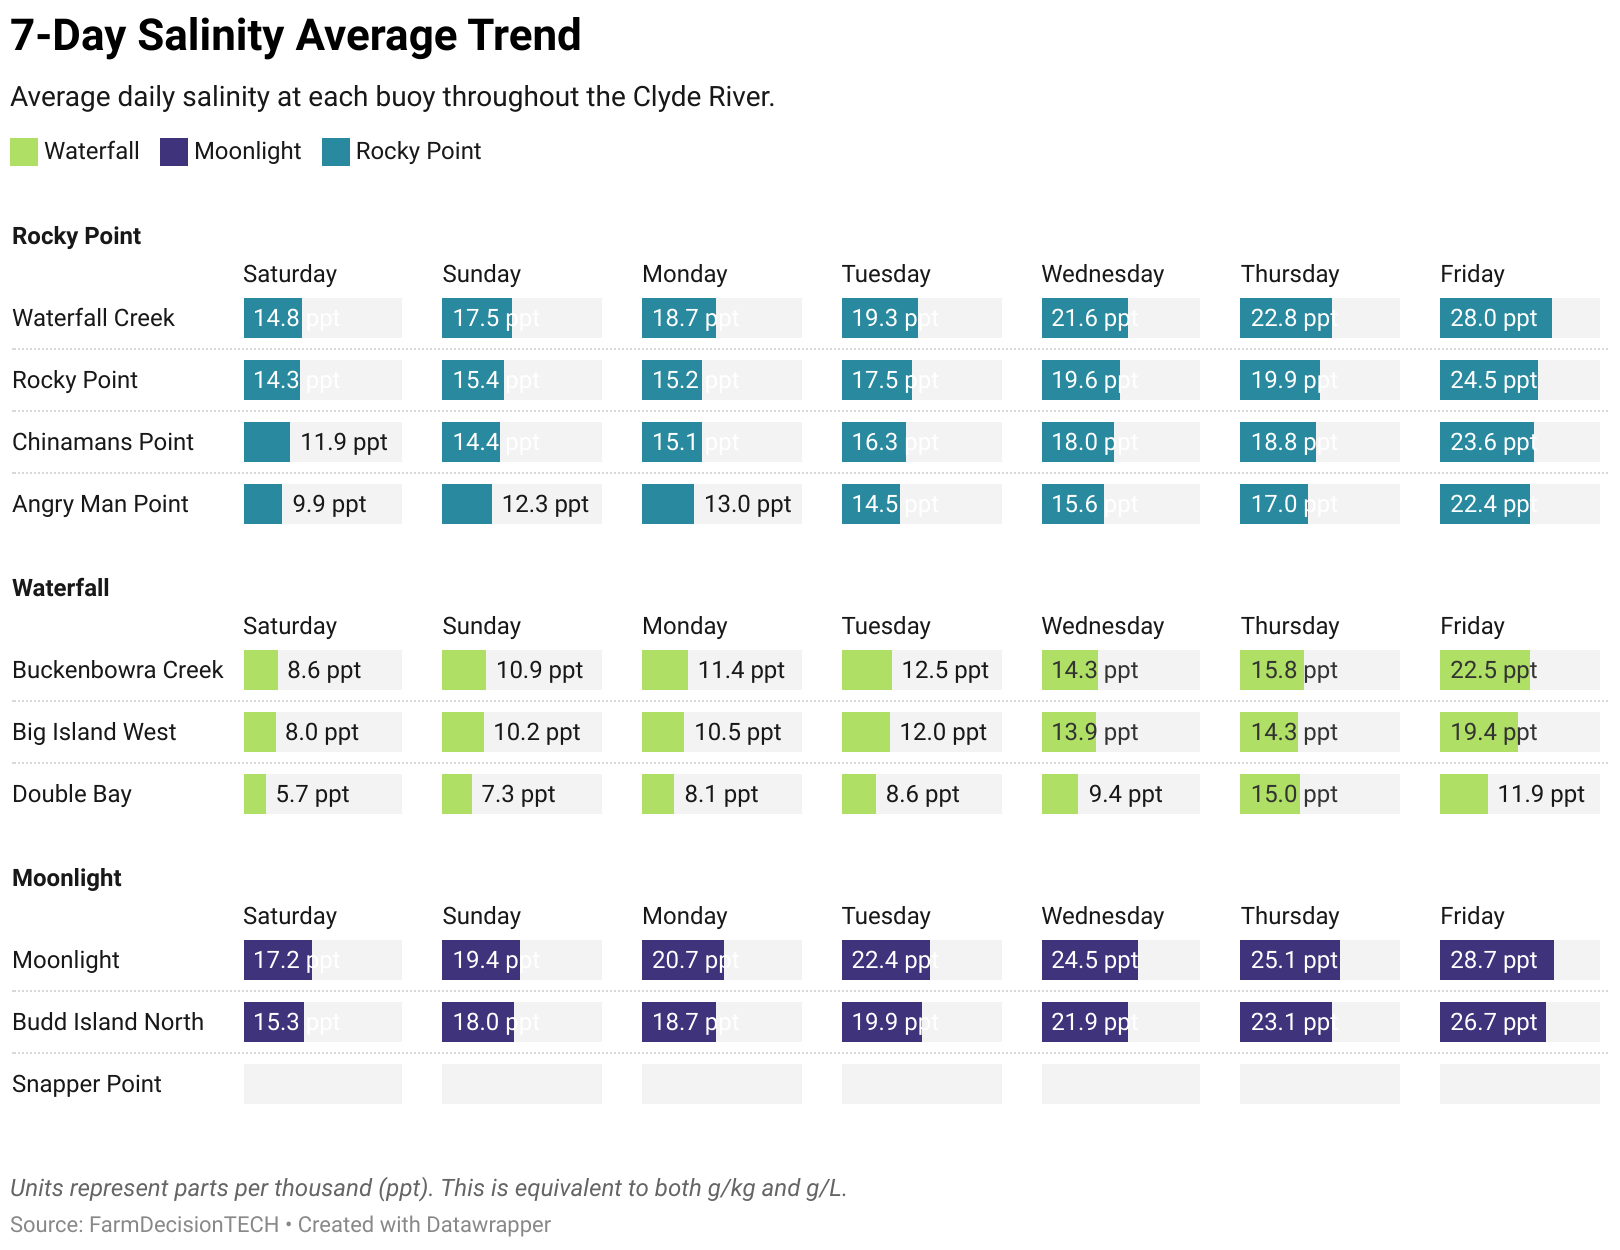 7-Day Salinity Average Trend
Average daily salinity at each buoy throughout the Clyde River.
Waterfall Moonlight Rocky Point
Rocky Point
Saturday Sunday Monday Tuesday Wednesday Thursday Friday
Waterfall Creek 14.8 ppt 17.5 ppt 18.7 ppt 19.3 ppt 21.6 ppt 22.8 ppt 28.0 ppt
Rocky Point 14.3 ppt 15.4 ppt 15.2 ppt 17.5 ppt 19.6 ppt 19.9 ppt 24.5 ppt
Chinamans Point 11.9 ppt 14.4 ppt 15.1 ppt 16.3 ppt 18.0 ppt 18.8 ppt 23.6 ppt
Angry Man Point 9.9 ppt 12.3 ppt 13.0 ppt 14.5 ppt 15.6 ppt 17.0 ppt 22.4 ppt
Waterfall
Saturday Sunday Monday Tuesday Wednesday Thursday Friday
Buckenbowra Creek 8.6 ppt 10.9 ppt 11.4 ppt 12.5 ppt 14.3 ppt 15.8 ppt 22.5 ppt
Big Island West 8.0 ppt 10.2 ppt 10.5 ppt 12.0 ppt 13.9 ppt 14.3 ppt 19.4 ppt
Double Bay 5.7 ppt 7.3 ppt 8.1 ppt 8.6 ppt 9.4 ppt 15.0 ppt 11.9 ppt
Moonlight
Saturday Sunday Monday Tuesday Wednesday Thursday Friday
Moonlight 17.2 ppt 19.4 ppt 20.7 ppt 22.4 ppt 24.5 ppt 25.1 ppt 28.7 ppt
Budd Island North 15.3 ppt 18.0 ppt 18.7 ppt 19.9 ppt 21.9 ppt 23.1 ppt 26.7 ppt
Snapper Point
Units represent parts per thousand (ppt). This is equivalent to both g/kg and g/L.
Source: FarmDecisionTECH • Created with Datawrapper